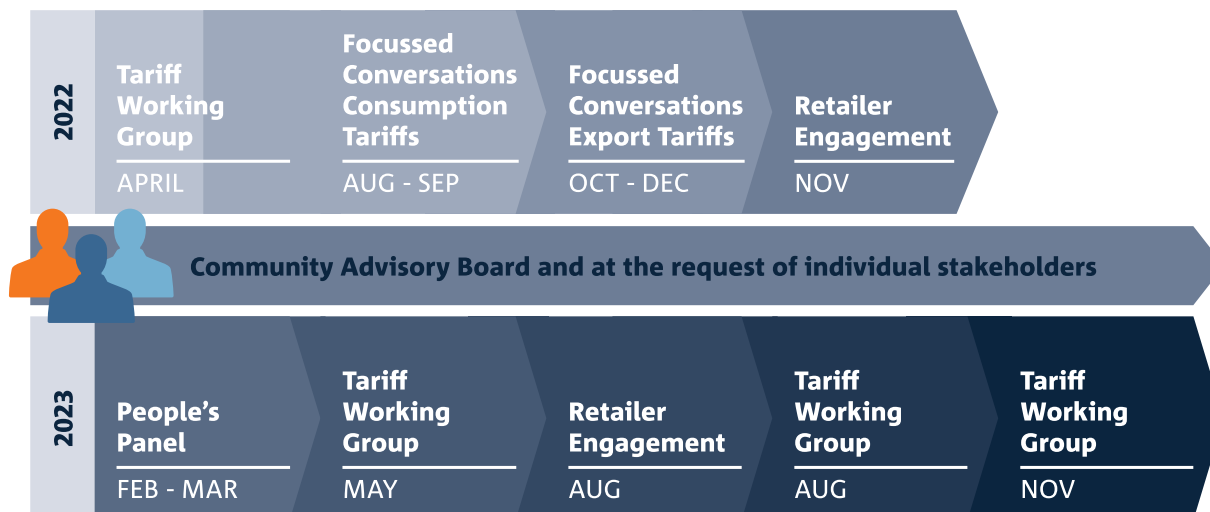 2022
Tariff
Working
Group
APRIL
Focussed
Conversations
Consumption
Tariffs
AUG - SEP
Focussed
Conversations
Export Tariffs
OCT - DEC
Retailer
Engagement
NOV
Community Advisory Board and at the request of individual stakeholders
2023
People’s
Panel
FEB - MAR
Tariff
Working
Group
MAY
Retailer
Engagement
AUG
Tariff
Working
Group
AUG
Tariff
Working
Group
NOV